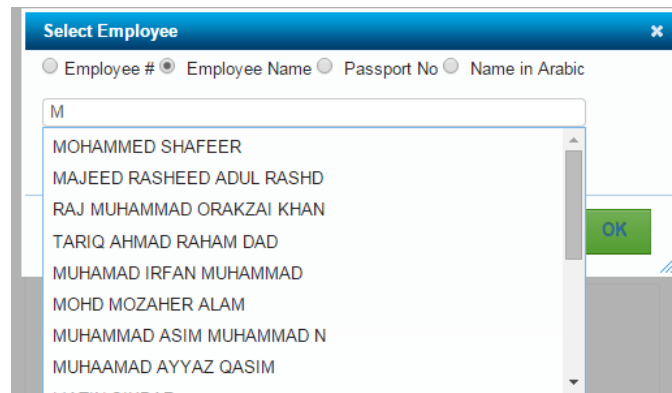 Select Employee
Employee # Employee Name Passport No Name in Arabic
M
MOHAMMED SHAFEER
MAJEED RASHEED ADUL RASHD
RAJ MUHAMMAD ORAKZAI KHAN
TARIQ AHMAD RAHAM DAD
OK
MUHAMAD IRFAN MUHAMMAD
MOHD MOZAHER ALAM
MUHAMMAD ASIM MUHAMMAD N
MUHAAMAD AYYAZ QASIM